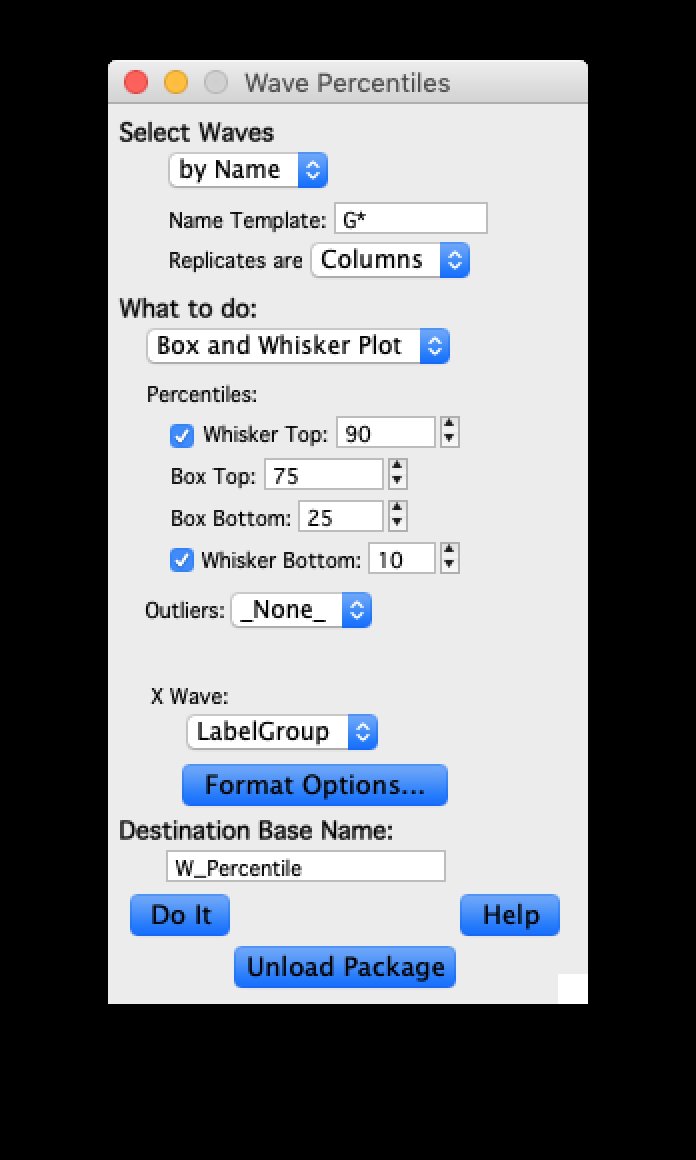 Wave Percentiles
Select Waves
by Name
Name Template: G*
Replicates are Columns
What to do:
Box and Whisker Plot
Percentiles:
Whisker Top: 90
Box Top: 75
Box Bottom: 25
Whisker Bottom: 10
Outliers: _None_
X Wave:
LabelGroup
Format Options...
Destination Base Name:
W_Percentile
Do It Help
Unload Package